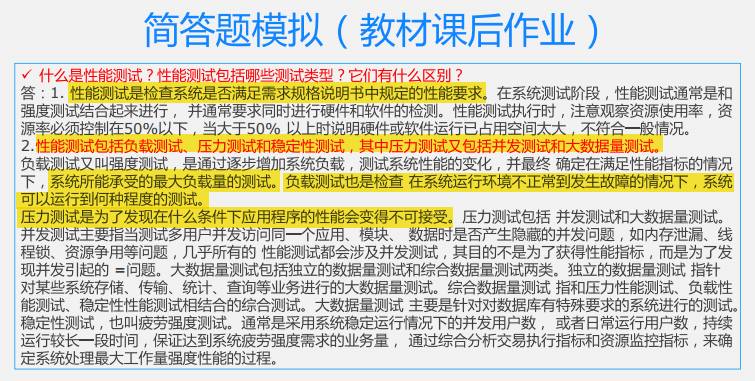 简答题模拟（教材课后作业）
✓ 什么是性能测试？性能测试包括哪些测试类型？它们有什么区别？
答：1. 性能测试是检查系统是否满足需求规格说明书中规定的性能要求。在系统测试阶段，性能测试通常是和
强度测试结合起来进行， 并通常要求同时进行硬件和软件的检测。性能测试执行时，注意观察资源使用率，资
源率必须控制在50%以下，当大于50% 以上时说明硬件或软件运行已占用空间太大，不符合一般情况。
2.性能测试包括负载测试、压力测试和稳定性测试，其中压力测试又包括并发测试和大数据量测试。
负载测试又叫强度测试，是通过逐步增加系统负载，测试系统性能的变化，并最终 确定在满足性能指标的情况
下，系统所能承受的最大负载量的测试。负载测试也是检查 在系统运行环境不正常到发生故障的情况下，系统
可以运行到何种程度的测试。
压力测试是为了发现在什么条件下应用程序的性能会变得不可接受。压力测试包括 并发测试和大数据量测试。
并发测试主要指当测试多用户并发访问同一个应用、模块、 数据时是否产生隐藏的并发问题，如内存泄漏、线
程锁、资源争用等问题，几乎所有的 性能测试都会涉及并发测试，其目的不是为了获得性能指标，而是为了发
现并发引起的 =问题。大数据量测试包括独立的数据量测试和综合数据量测试两类。独立的数据量测试 指针
对某些系统存储、传输、统计、查询等业务进行的大数据量测试。综合数据量测试 指和压力性能测试、负载性
能测试、稳定性性能测试相结合的综合测试。大数据量测试 主要是针对对数据库有特殊要求的系统进行的测试。
稳定性测试，也叫疲劳强度测试。通常是采用系统稳定运行情况下的并发用户数， 或者日常运行用户数，持续
运行较长一段时间，保证达到系统疲劳强度需求的业务量， 通过综合分析交易执行指标和资源监控指标，来确
定系统处理最大工作量强度性能的过程。